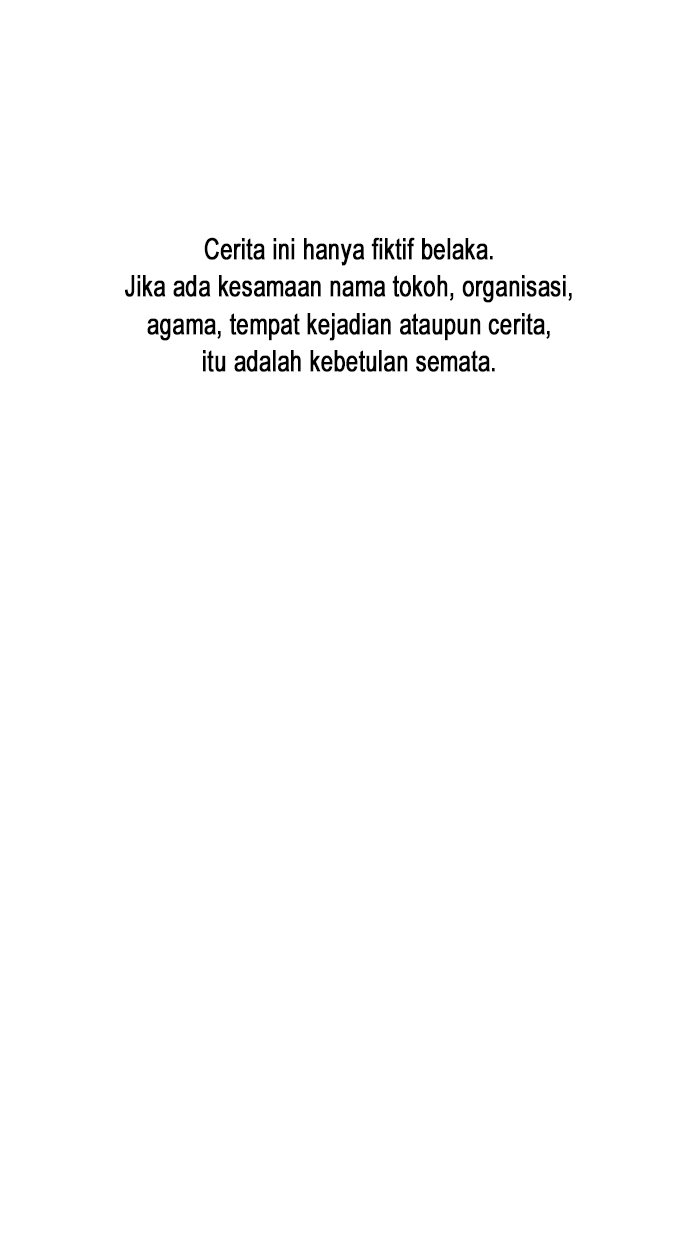 Cerita ini hanya fiktif belaka.
Jika ada kesamaan nama tokoh, organisasi,
agama, tempat kejadian ataupun cerita,
itu adalah kebetulan semata.